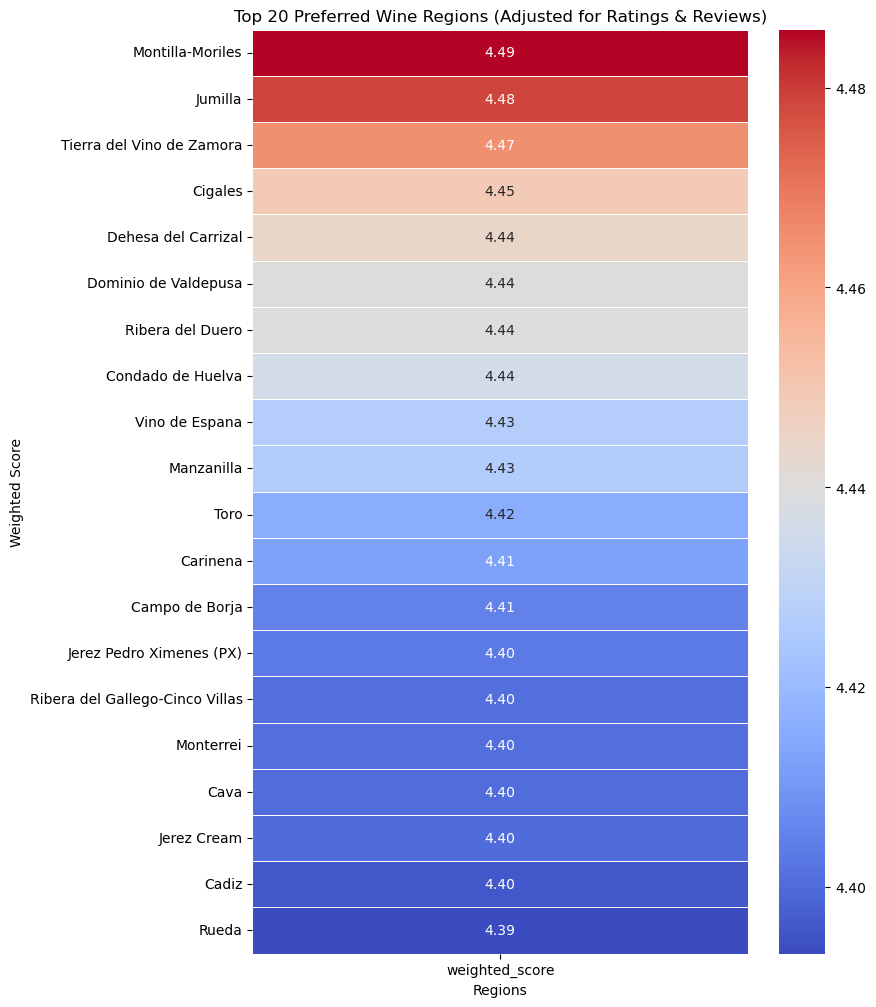 Top 20 Preferred Wine Regions (Adjusted for Ratings & Reviews)
Weighted Score
Montilla-Moriles 4.49
Jumilla 4.48
Tierra del Vino de Zamora 4.47
Cigales 4.45
Dehesa del Carrizal 4.44
Dominio de Valdepusa 4.44
Ribera del Duero 4.44
Condado de Huelva 4.44
Vino de Espana 4.43
Manzanilla 4.43
Toro 4.42
Carinena 4.41
Campo de Borja 4.41
Jerez Pedro Ximenes (PX) 4.40
Ribera del Gallego-Cinco Villas 4.40
Monterrei 4.40
Cava 4.40
Jerez Cream 4.40
Cadiz 4.40
Rueda 4.39
weighted_score
Regions
4.48
4.46
4.44
4.42
4.40